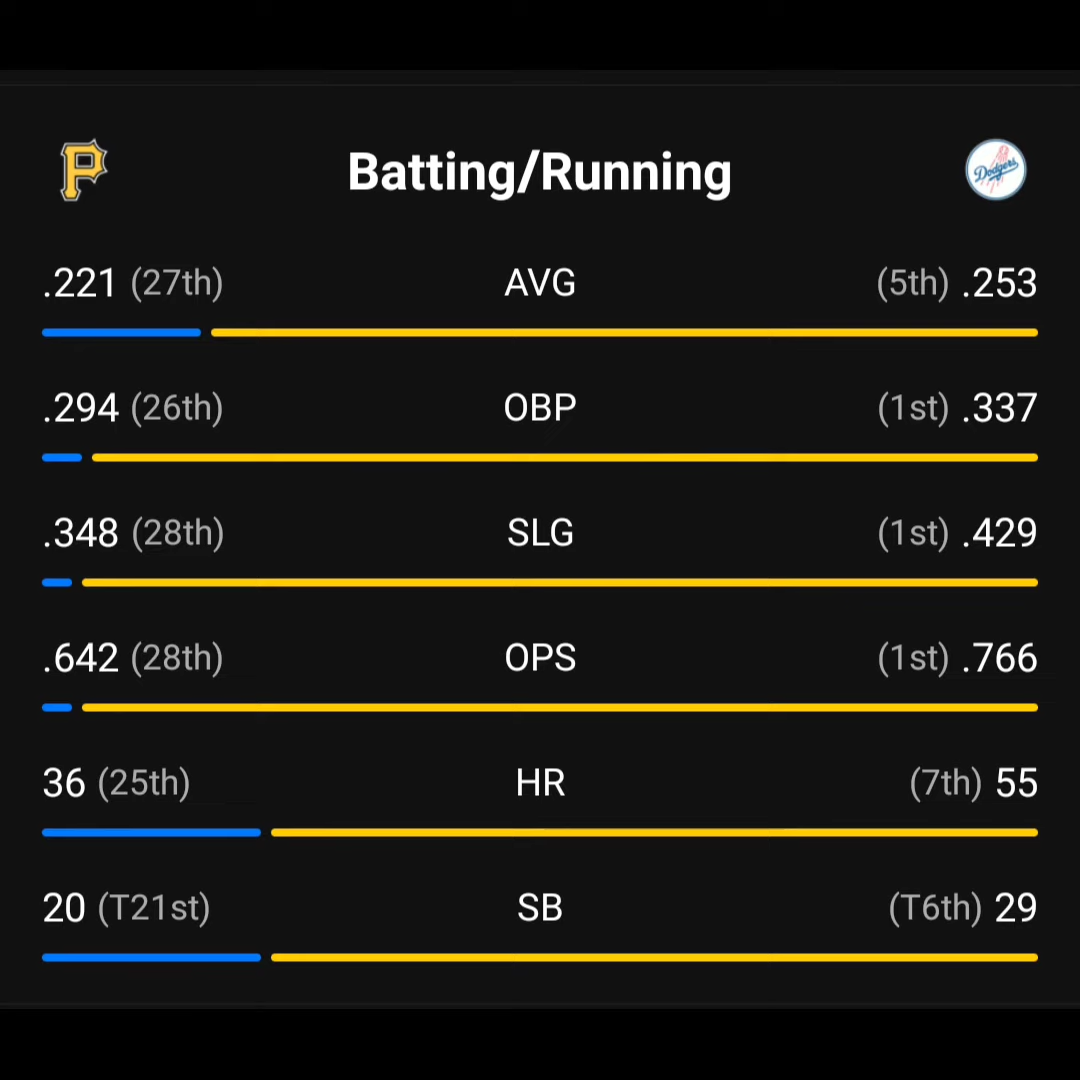 P Batting/Running Dodgers
.221 (27th) AVG (5th) .253
.294 (26th) OBP (1st) .337
.348 (28th) SLG (1st) .429
.642 (28th) OPS (1st) .766
36 (25th) HR (7th) 55
20 (T21st) SB (T6th) 29